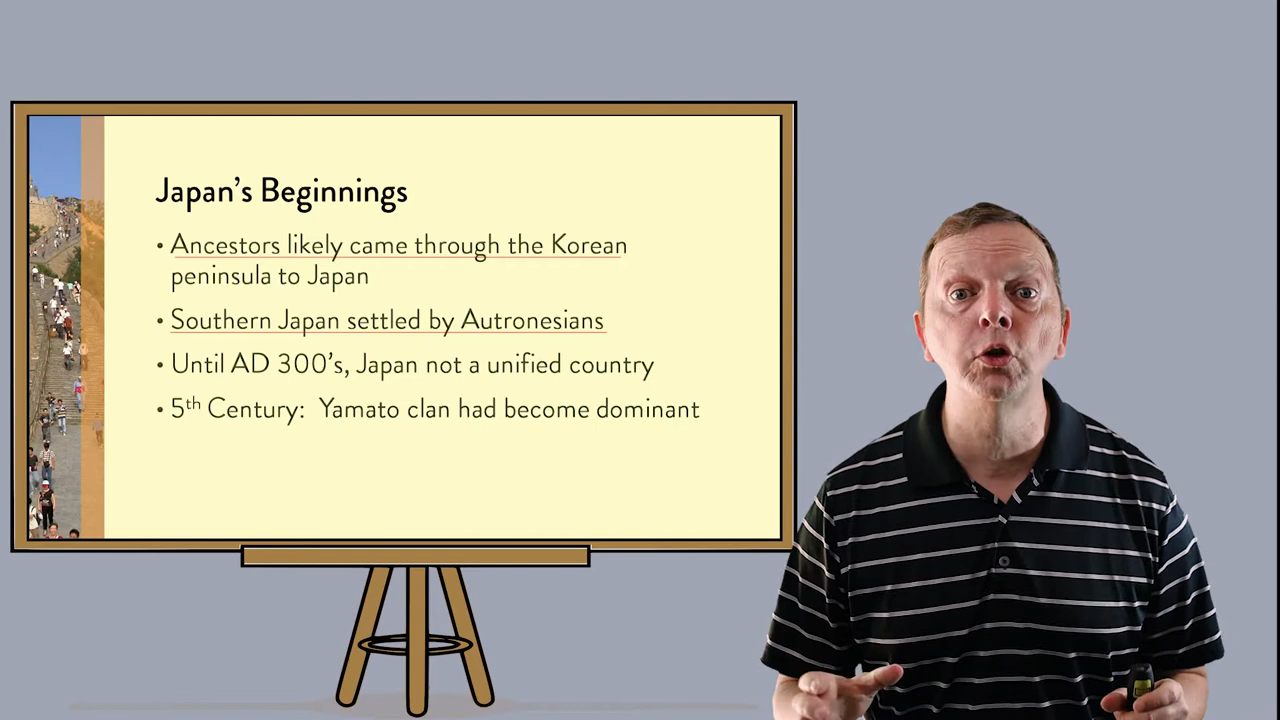 Japan's Beginnings
• Ancestors likely came through the Korean
peninsula to Japan
• Southern Japan settled by Autronesians
• Until AD 300's, Japan not a unified country
• 5th Century: Yamato clan had become dominant